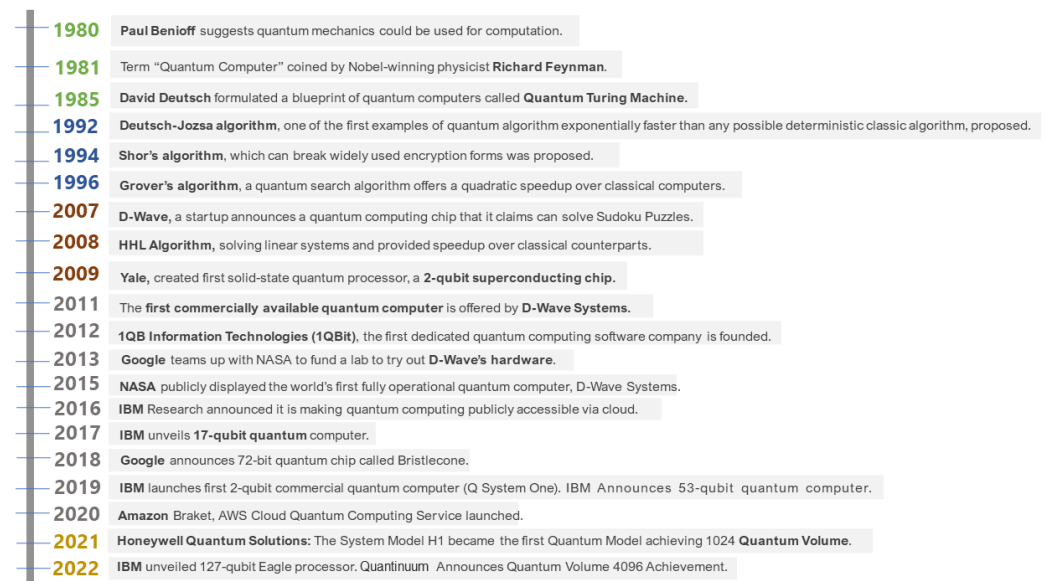 1980 Paul Benioff suggests quantum mechanics could be used for computation.
1981 Term “Quantum Computer” coined by Nobel-winning physicist Richard Feynman.
1985 David Deutsch formulated a blueprint of quantum computers called Quantum Turing Machine.
1992 Deutsch-Jozsa algorithm, one of the first examples of quantum algorithm exponentially faster than any possible deterministic classic algorithm, proposed.
1994 Shor’s algorithm, which can break widely used encryption forms was proposed.
1996 Grover’s algorithm, a quantum search algorithm offers a quadratic speedup over classical computers.
2007 D-Wave, a startup announces a quantum computing chip that it claims can solve Sudoku Puzzles.
2008 HHL Algorithm, solving linear systems and provided speedup over classical counterparts.
2009 Yale, created first solid-state quantum processor, a 2-qubit superconducting chip.
2011 The first commercially available quantum computer is offered by D-Wave Systems.
2012 1QB Information Technologies (1QBit), the first dedicated quantum computing software company is founded.
2013 Google teams up with NASA to fund a lab to try out D-Wave’s hardware.
2015 NASA publicly displayed the world’s first fully operational quantum computer, D-Wave Systems.
2016 IBM Research announced it is making quantum computing publicly accessible via cloud.
2017 IBM unveils 17-qubit quantum computer.
2018 Google announces 72-bit quantum chip called Bristlecone.
2019 IBM launches first 2-qubit commercial quantum computer (Q System One). IBM Announces 53-qubit quantum computer.
2020 Amazon Braket, AWS Cloud Quantum Computing Service launched.
2021 Honeywell Quantum Solutions: The System Model H1 became the first Quantum Model achieving 1024 Quantum Volume.
2022 IBM unveiled 127-qubit Eagle processor. Quantinuum Announces Quantum Volume 4096 Achievement.